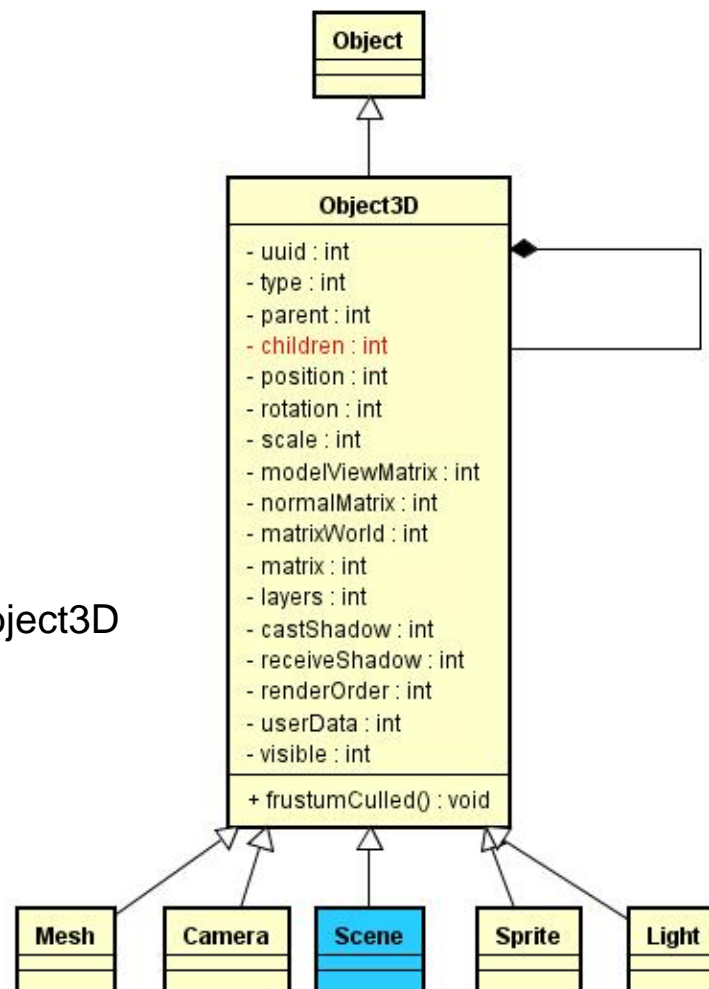 Object
Object3D
- uuid : int
- type : int
- parent : int
- children : int
- position : int
- rotation : int
- scale : int
- modelViewMatrix : int
- normalMatrix : int
- matrixWorld : int
- matrix : int
- layers : int
- castShadow : int
- receiveShadow : int
- renderOrder : int
- userData : int
- visible : int
+ frustumCulled() : void
bject3D
Mesh Camera Scene Sprite Light